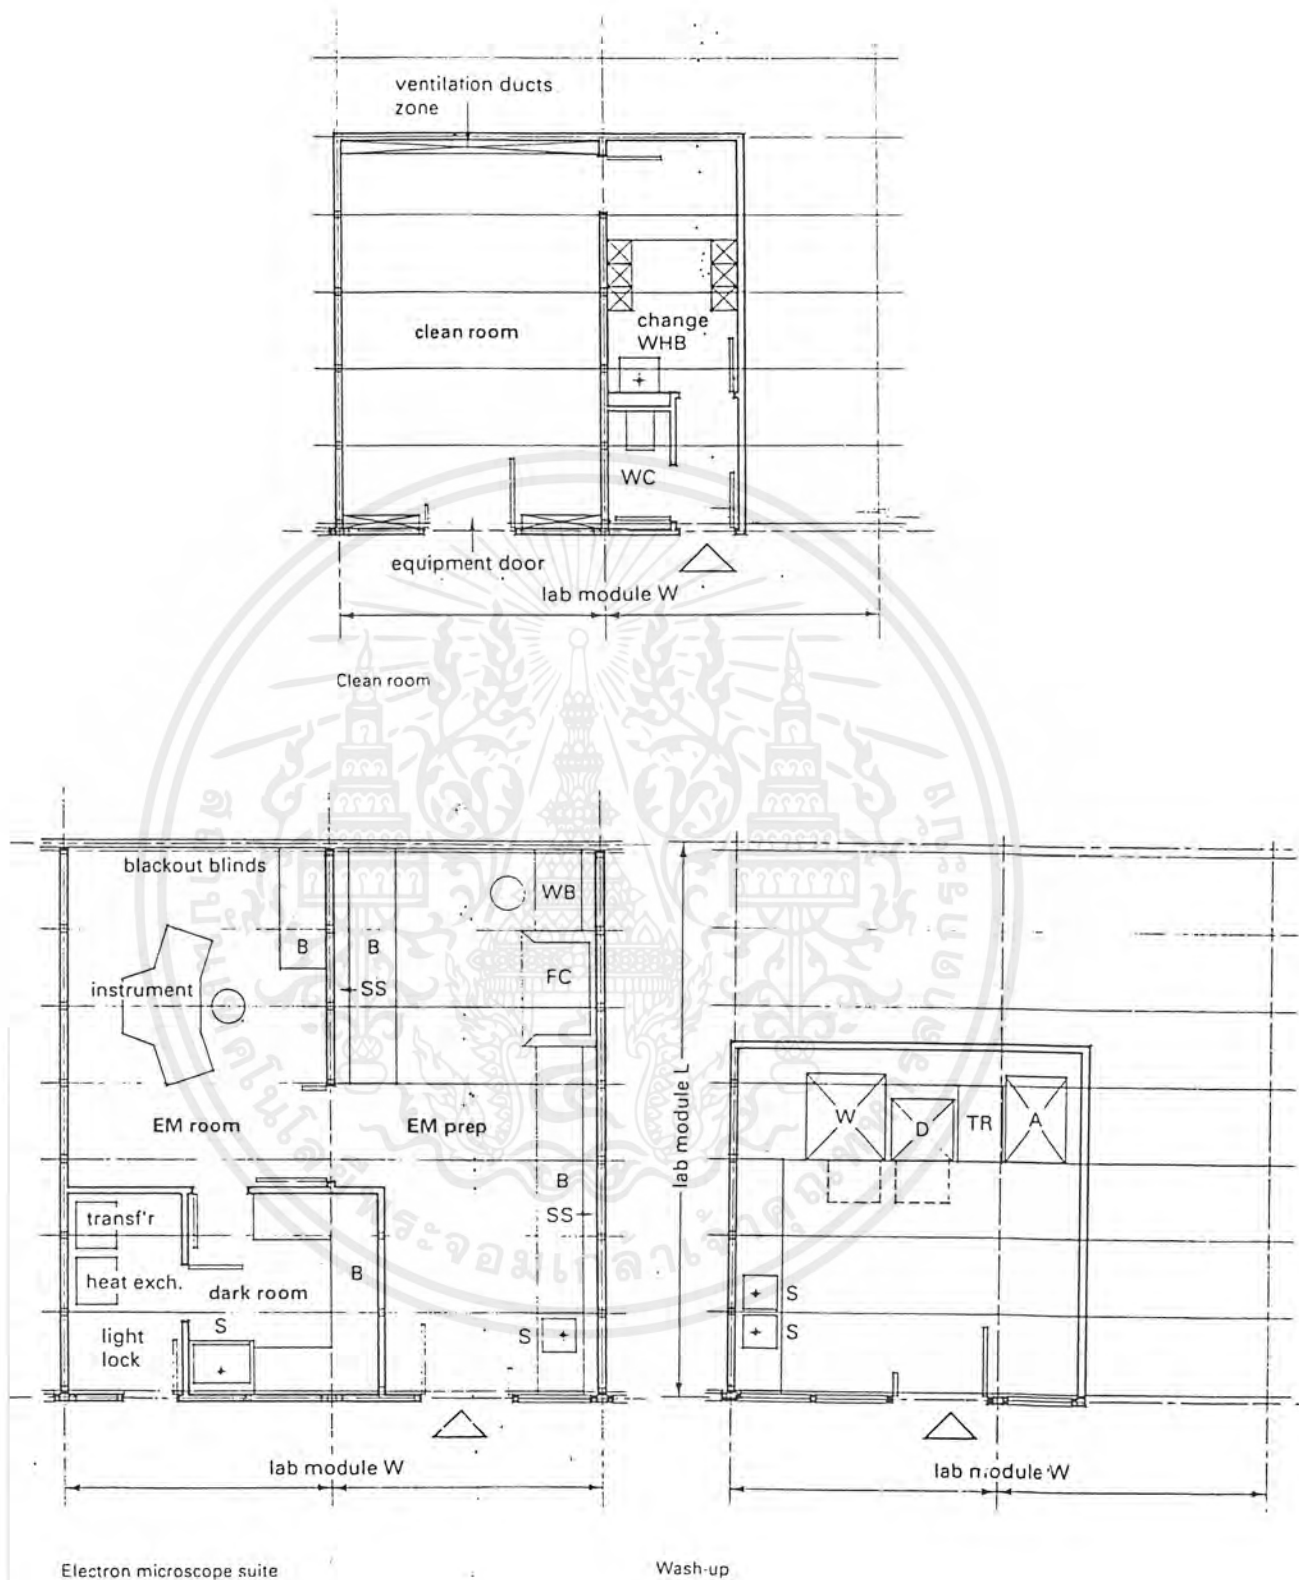 ventilation ducts
zone
clean room
change
WHB
WC
equipment door
lab module W
Clean room
blackout blinds
WB
B
B
FC
instrument
SS
EM room
EM prep
B
SS
transf'r
heat exch.
dark room
B
S
light
lock
S
lab module W
Electron microscope suite
lab module L
W
D
TR
A
S
S
lab module W
Wash-up